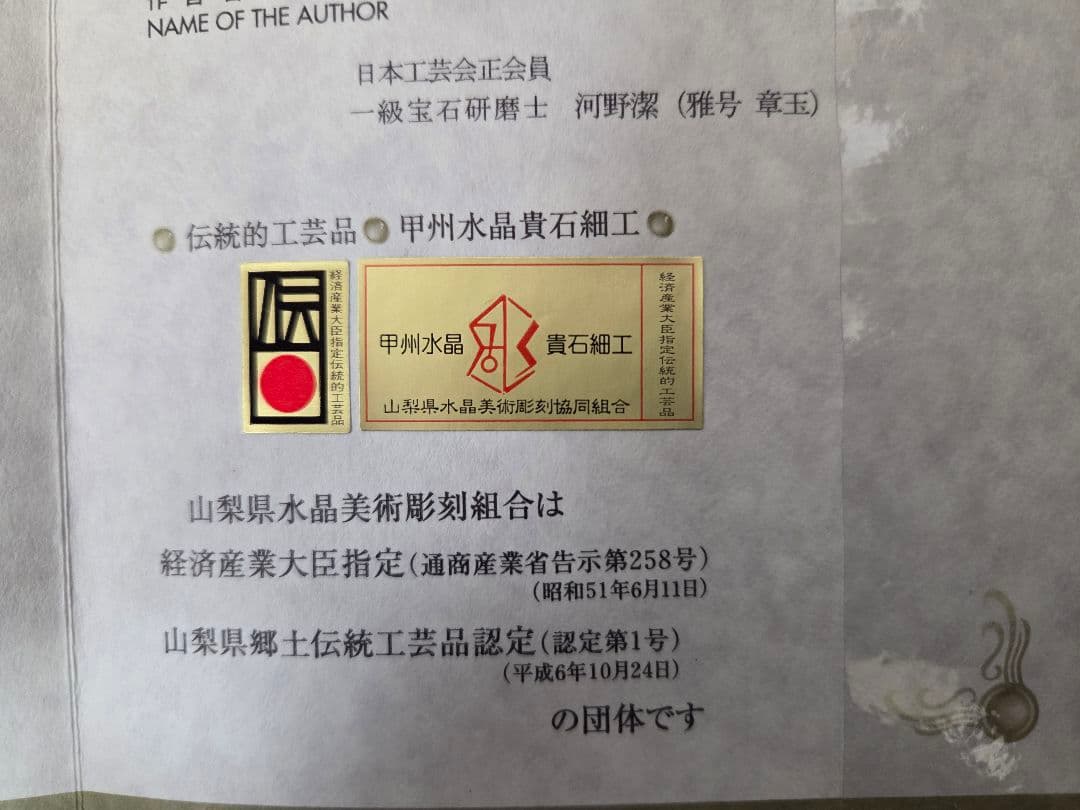 NAME OF THE AUTHOR
日本工芸会正会員
一級宝石研磨士 河野潔(雅号 章玉)
伝統的工芸品 甲州水晶貴石細工
伝
経済産業大臣指定伝統的工芸品
甲州水晶 貴石細工
山梨県水晶美術彫刻協同組合
経済産業大臣指定伝統的工芸品
山梨県水晶美術彫刻組合は
経済産業大臣指定(通商産業省告示第258号)
(昭和51年6月11日)
山梨県郷土伝統工芸品認定(認定第1号)
(平成6年10月24日)
の団体です